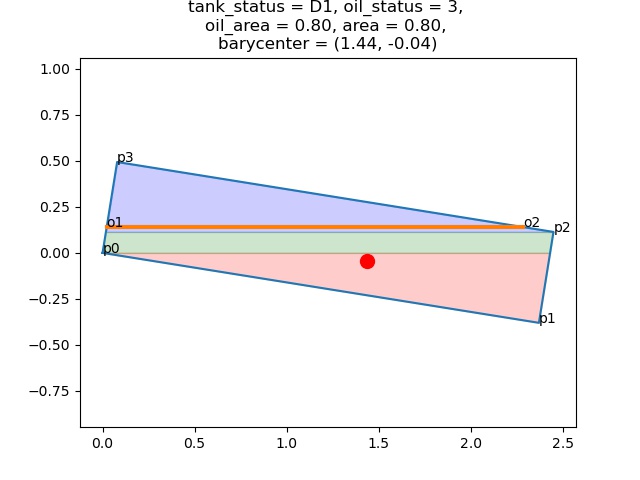 tank_status = D1, oil_status = 3,
oil_area = 0.80, area = 0.80,
barycenter = (1.44, -0.04)
1.00
0.75
0.50
0.25
0.00
−0.25
−0.50
−0.75
p3
o1
o2
p2
p0
p1
0.0
0.5
1.0
1.5
2.0
2.5